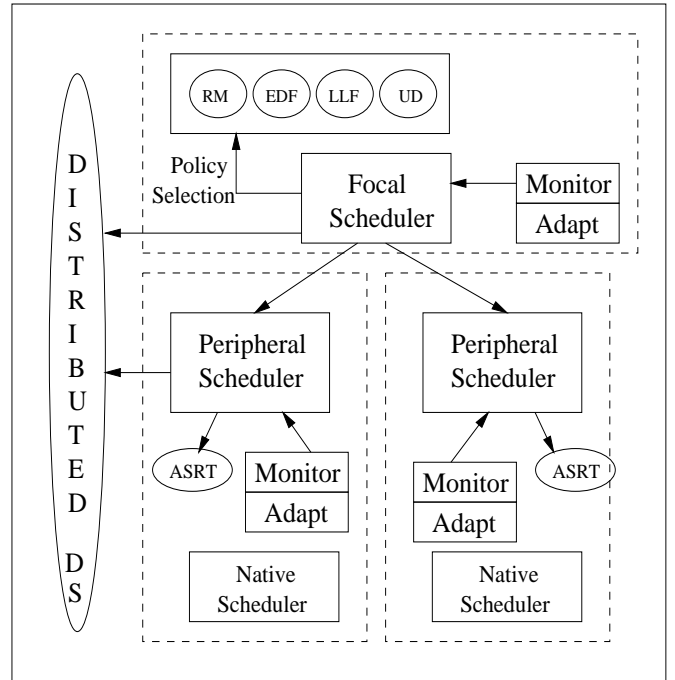 RM EDF LLF UD
Policy
Selection
Focal
Scheduler
Monitor
Adapt
DISTRIBUTED DS
Peripheral
Scheduler
ASRT
Monitor
Adapt
Native
Scheduler
Peripheral
Scheduler
ASRT
Monitor
Adapt
Native
Scheduler